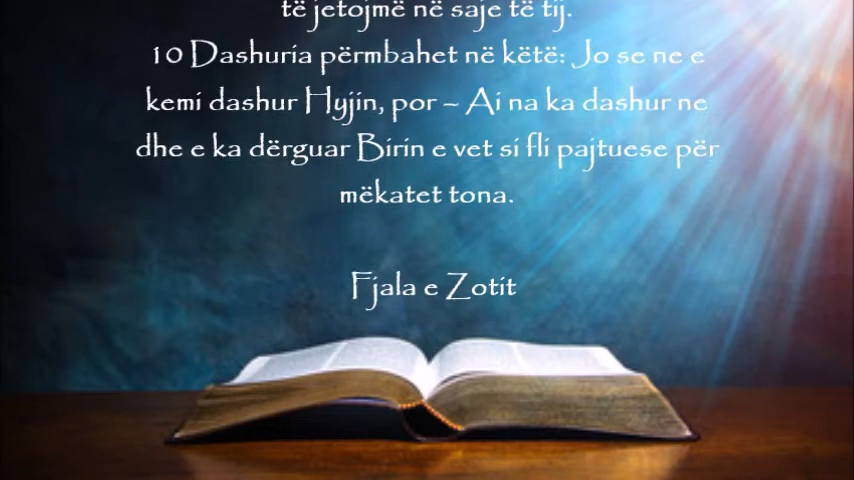 të jetojmë në saje të tij.
10 Dashuria përmbahet në këtë: Jo se ne e
kemi dashur Hyjin, por – Ai na ka dashur ne
dhe e ka dërguar Birin e vet si fli pajtuese për
mëkatet tona.
Fjala e Zotit